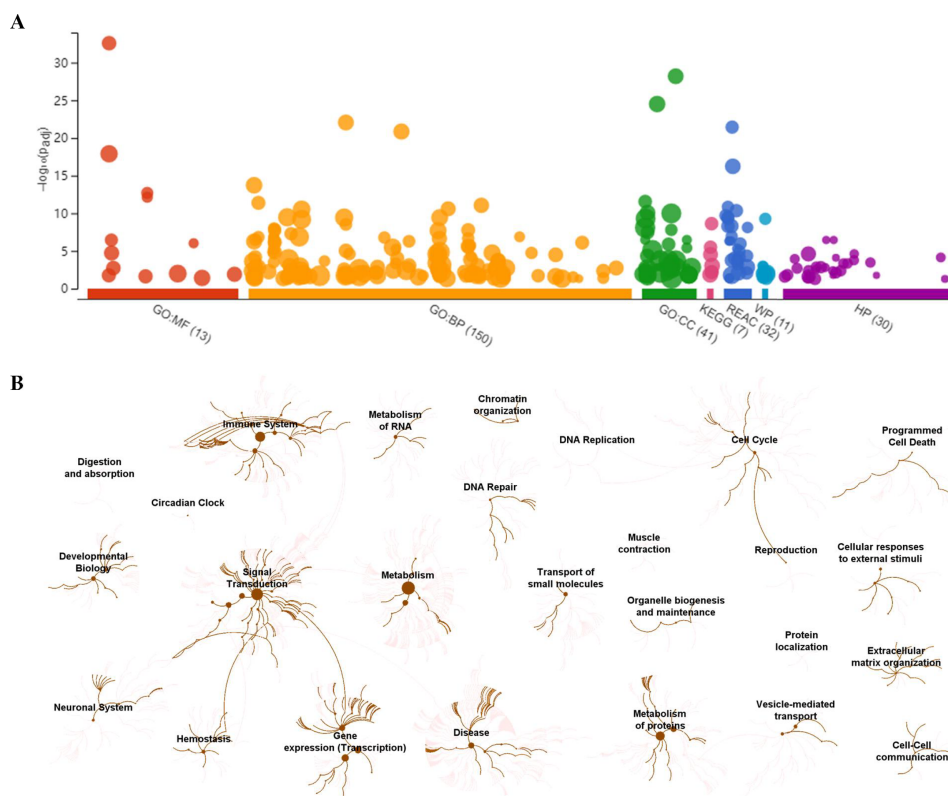 A
30
25
20
15
10
5
0
−log₁₀(p adj)
GO:MF (13)
GO:BP (150)
GO:CC (41)
KEGG (7)
REAC (32)
WP (11)
HP (30)
B
Immune System
Metabolism
of RNA
Chromatin
organization
DNA Replication
Cell Cycle
Programmed
Cell Death
Digestion
and absorption
Circadian Clock
DNA Repair
Developmental
Biology
Signal
Transduction
Metabolism
Transport of
small molecules
Muscle
contraction
Reproduction
Cellular responses
to external stimuli
Organelle biogenesis
and maintenance
Protein
localization
Extracellular
matrix organization
Neuronal System
Hemostasis
Gene
expression (Transcription)
Disease
Metabolism
of proteins
Vesicle-mediated
transport
Cell-Cell
communication